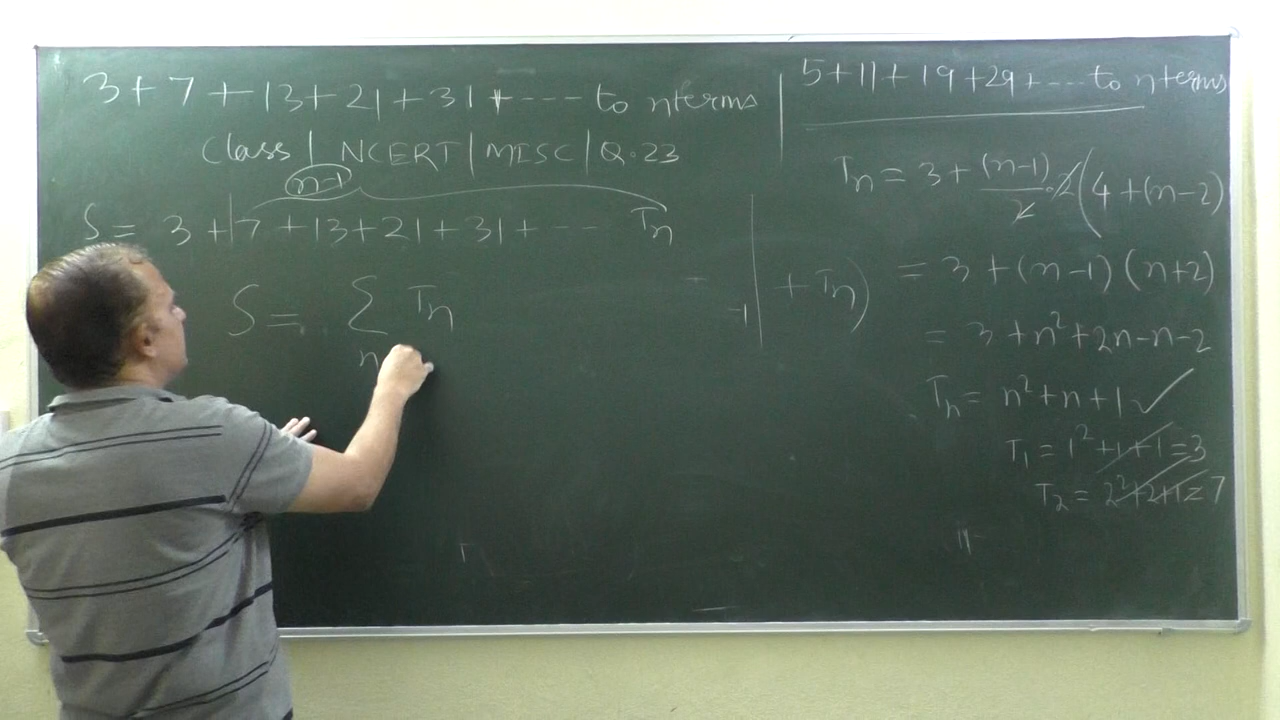 3 + 7 + 13 + 21 + 31 + ---- to n terms
Class | NCERT | MISC | Q.23
n-1
S = 3 + 7 + 13 + 21 + 31 + --- Tn
S = Σ Tn
n
-1 + Tn)
5 + 11 + 19 + 29 + ---- to n terms
Tn = 3 + (n-1)/2 · 2 (4 + (n-2)
= 3 + (n-1) (n+2)
= 3 + n² + 2n - n - 2
Tn = n² + n + 1 ✓
T1 = 1² + 1 + 1 = 3
T2 = 2² + 2 + 1 = 7